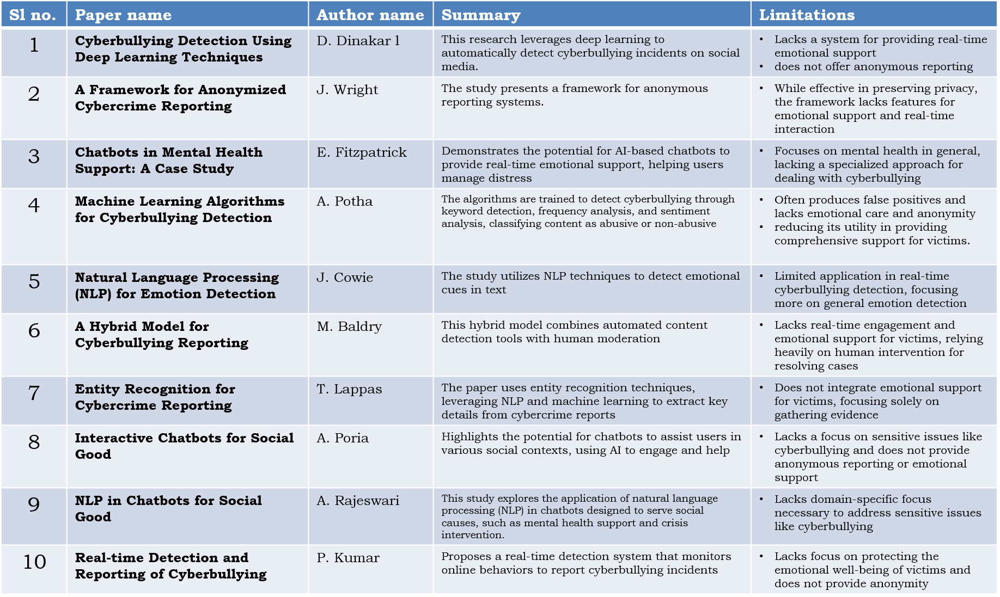 Sl no. Paper name Author name Summary Limitations
1
Cyberbullying Detection Using
Deep Learning Techniques
D. Dinakar l
This research leverages deep learning to
automatically detect cyberbullying incidents on social
media.
• Lacks a system for providing real-time
emotional support
• does not offer anonymous reporting
2
A Framework for Anonymized
Cybercrime Reporting
J. Wright
The study presents a framework for anonymous
reporting systems.
• While effective in preserving privacy,
the framework lacks features for
emotional support and real-time
interaction
3
Chatbots in Mental Health
Support: A Case Study
E. Fitzpatrick
Demonstrates the potential for AI-based chatbots to
provide real-time emotional support, helping users
manage distress
• Focuses on mental health in general,
lacking a specialized approach for
dealing with cyberbullying
4
Machine Learning Algorithms
for Cyberbullying Detection
A. Potha
The algorithms are trained to detect cyberbullying through
keyword detection, frequency analysis, and sentiment
analysis, classifying content as abusive or non-abusive
• Often produces false positives and
lacks emotional care and anonymity
• reducing its utility in providing
comprehensive support for victims.
5
Natural Language Processing
(NLP) for Emotion Detection
J. Cowie
The study utilizes NLP techniques to detect emotional
cues in text
• Limited application in real-time
cyberbullying detection, focusing
more on general emotion detection
6
A Hybrid Model for
Cyberbullying Reporting
M. Baldry
This hybrid model combines automated content
detection tools with human moderation
• Lacks real-time engagement and
emotional support for victims, relying
heavily on human intervention for
resolving cases
7
Entity Recognition for
Cybercrime Reporting
T. Lappas
The paper uses entity recognition techniques,
leveraging NLP and machine learning to extract key
details from cybercrime reports
• Does not integrate emotional support
for victims, focusing solely on
gathering evidence
8
Interactive Chatbots for Social
Good
A. Poria
Highlights the potential for chatbots to assist users in
various social contexts, using AI to engage and help
• Lacks a focus on sensitive issues like
cyberbullying and does not provide
anonymous reporting or emotional
support
9
NLP in Chatbots for Social
Good
A. Rajeswari
This study explores the application of natural language
processing (NLP) in chatbots designed to serve social
causes, such as mental health support and crisis
intervention.
• Lacks domain-specific focus
necessary to address sensitive issues
like cyberbullying
10
Real-time Detection and
Reporting of Cyberbullying
P. Kumar
Proposes a real-time detection system that monitors
online behaviors to report cyberbullying incidents
• Lacks focus on protecting the
emotional well-being of victims and
does not provide anonymity